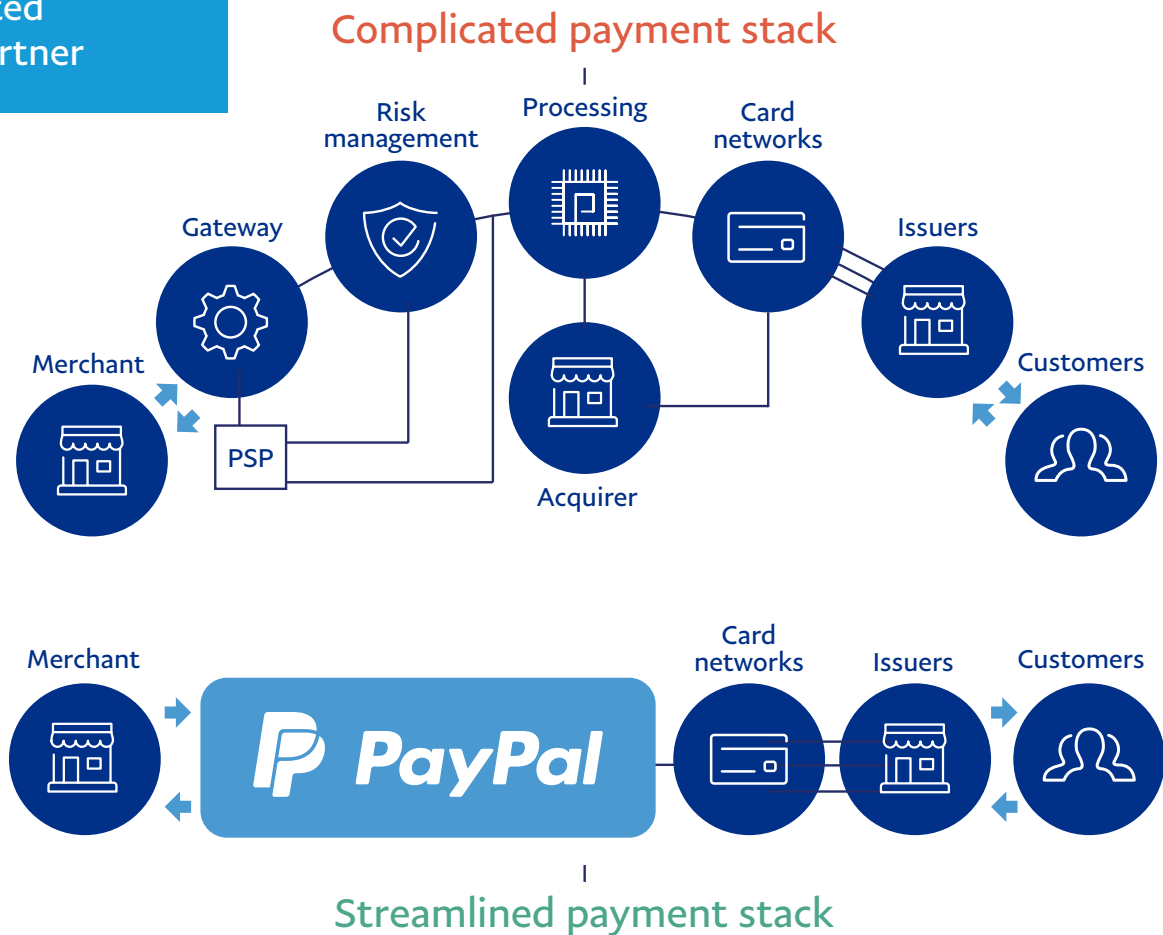 rtner
Complicated payment stack
Processing
Risk
management
Card
networks
Gateway
Issuers
Merchant
Customers
PSP
Acquirer
Merchant
Card
networks
Issuers
Customers
PayPal
Streamlined payment stack